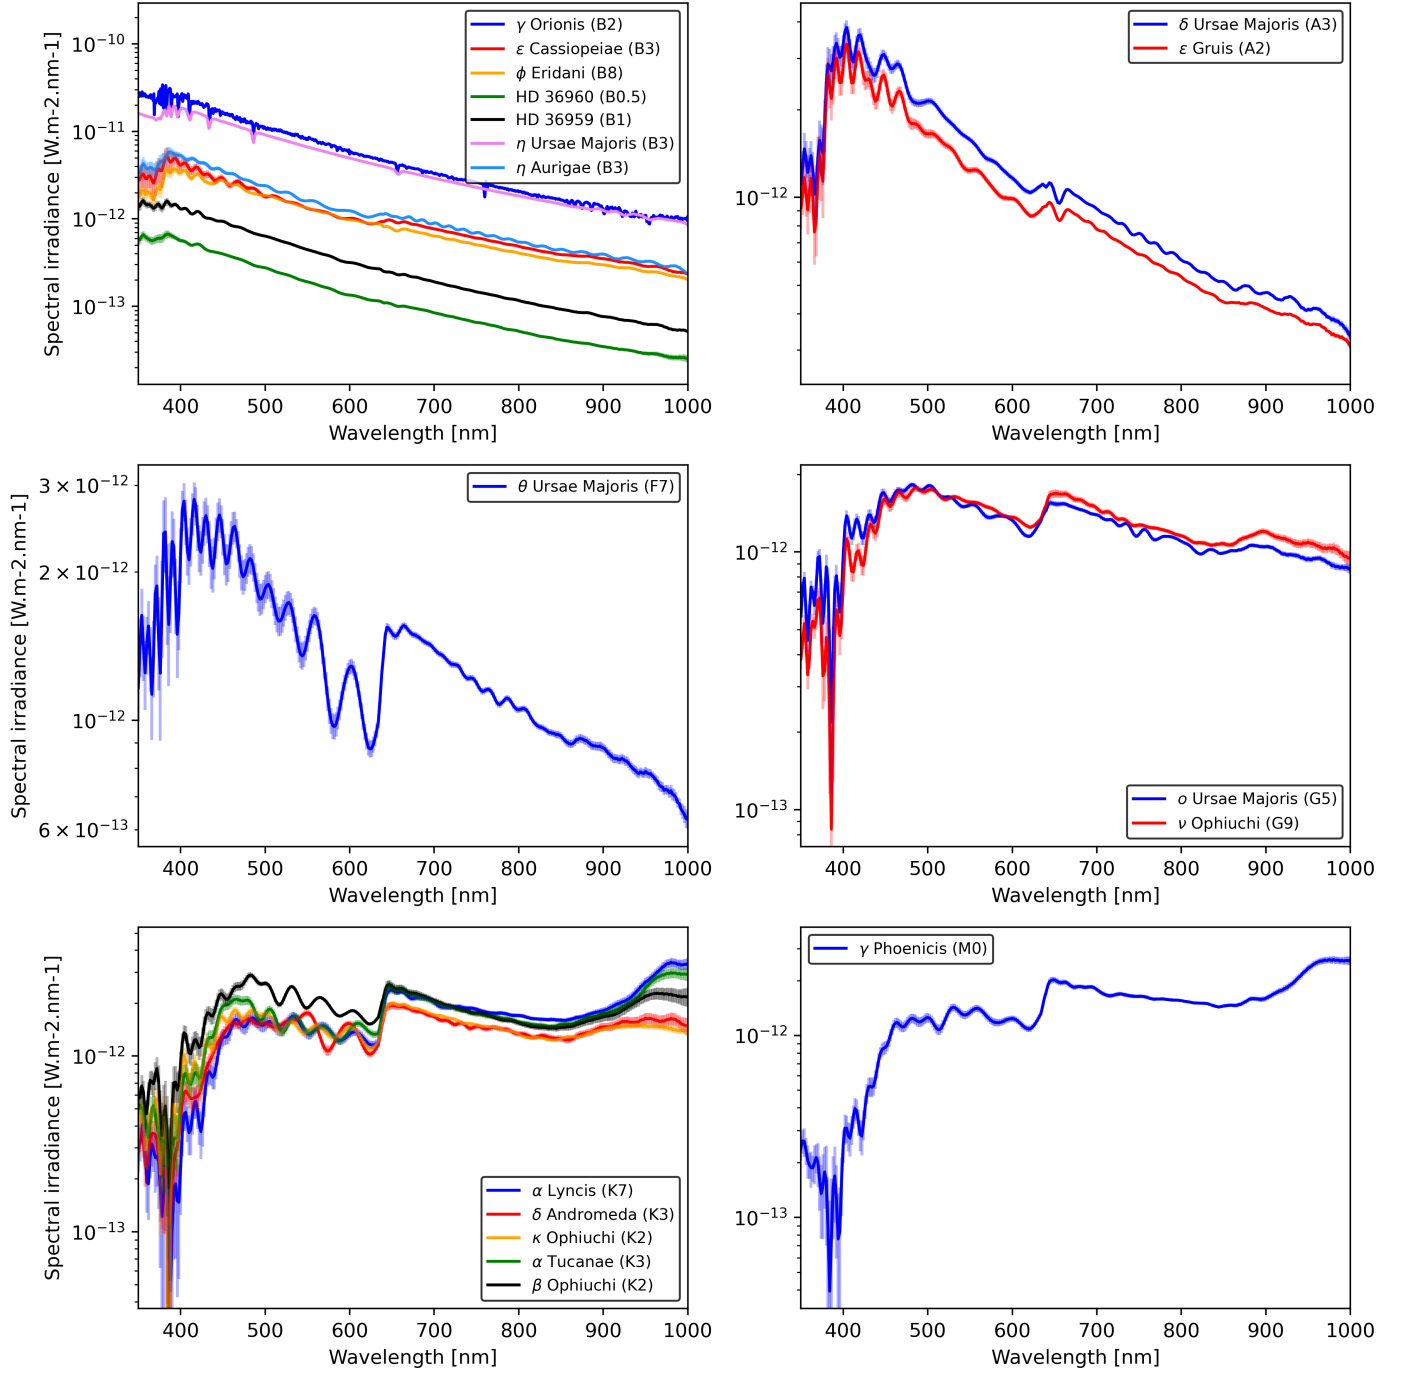 Spectral irradiance [W.m-2.nm-1]
10⁻¹⁰
10⁻¹¹
10⁻¹²
10⁻¹³
γ Orionis (B2)
ε Cassiopeiae (B3)
ϕ Eridani (B8)
HD 36960 (B0.5)
HD 36959 (B1)
η Ursae Majoris (B3)
η Aurigae (B3)
400 500 600 700 800 900 1000
Wavelength [nm]
10⁻¹²
δ Ursae Majoris (A3)
ε Gruis (A2)
400 500 600 700 800 900 1000
Wavelength [nm]
Spectral irradiance [W.m-2.nm-1]
3 × 10⁻¹²
2 × 10⁻¹²
10⁻¹²
6 × 10⁻¹³
θ Ursae Majoris (F7)
400 500 600 700 800 900 1000
Wavelength [nm]
10⁻¹²
10⁻¹³
o Ursae Majoris (G5)
ν Ophiuchi (G9)
400 500 600 700 800 900 1000
Wavelength [nm]
Spectral irradiance [W.m-2.nm-1]
10⁻¹²
10⁻¹³
α Lyncis (K7)
δ Andromeda (K3)
κ Ophiuchi (K2)
α Tucanae (K3)
β Ophiuchi (K2)
400 500 600 700 800 900 1000
Wavelength [nm]
γ Phoenicis (M0)
10⁻¹²
10⁻¹³
400 500 600 700 800 900 1000
Wavelength [nm]